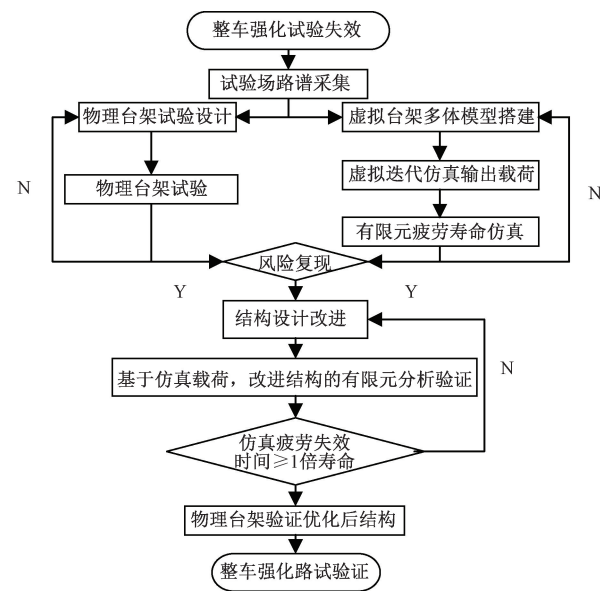 整车强化试验失效
试验场路谱采集
物理台架试验设计
虚拟台架多体模型搭建
虚拟迭代仿真输出载荷
物理台架试验
N
N
有限元疲劳寿命仿真
风险复现
Y
Y
结构设计改进
N
基于仿真载荷，改进结构的有限元分析验证
仿真疲劳失效
时间≥1倍寿命
物理台架验证优化后结构
整车强化路试验证